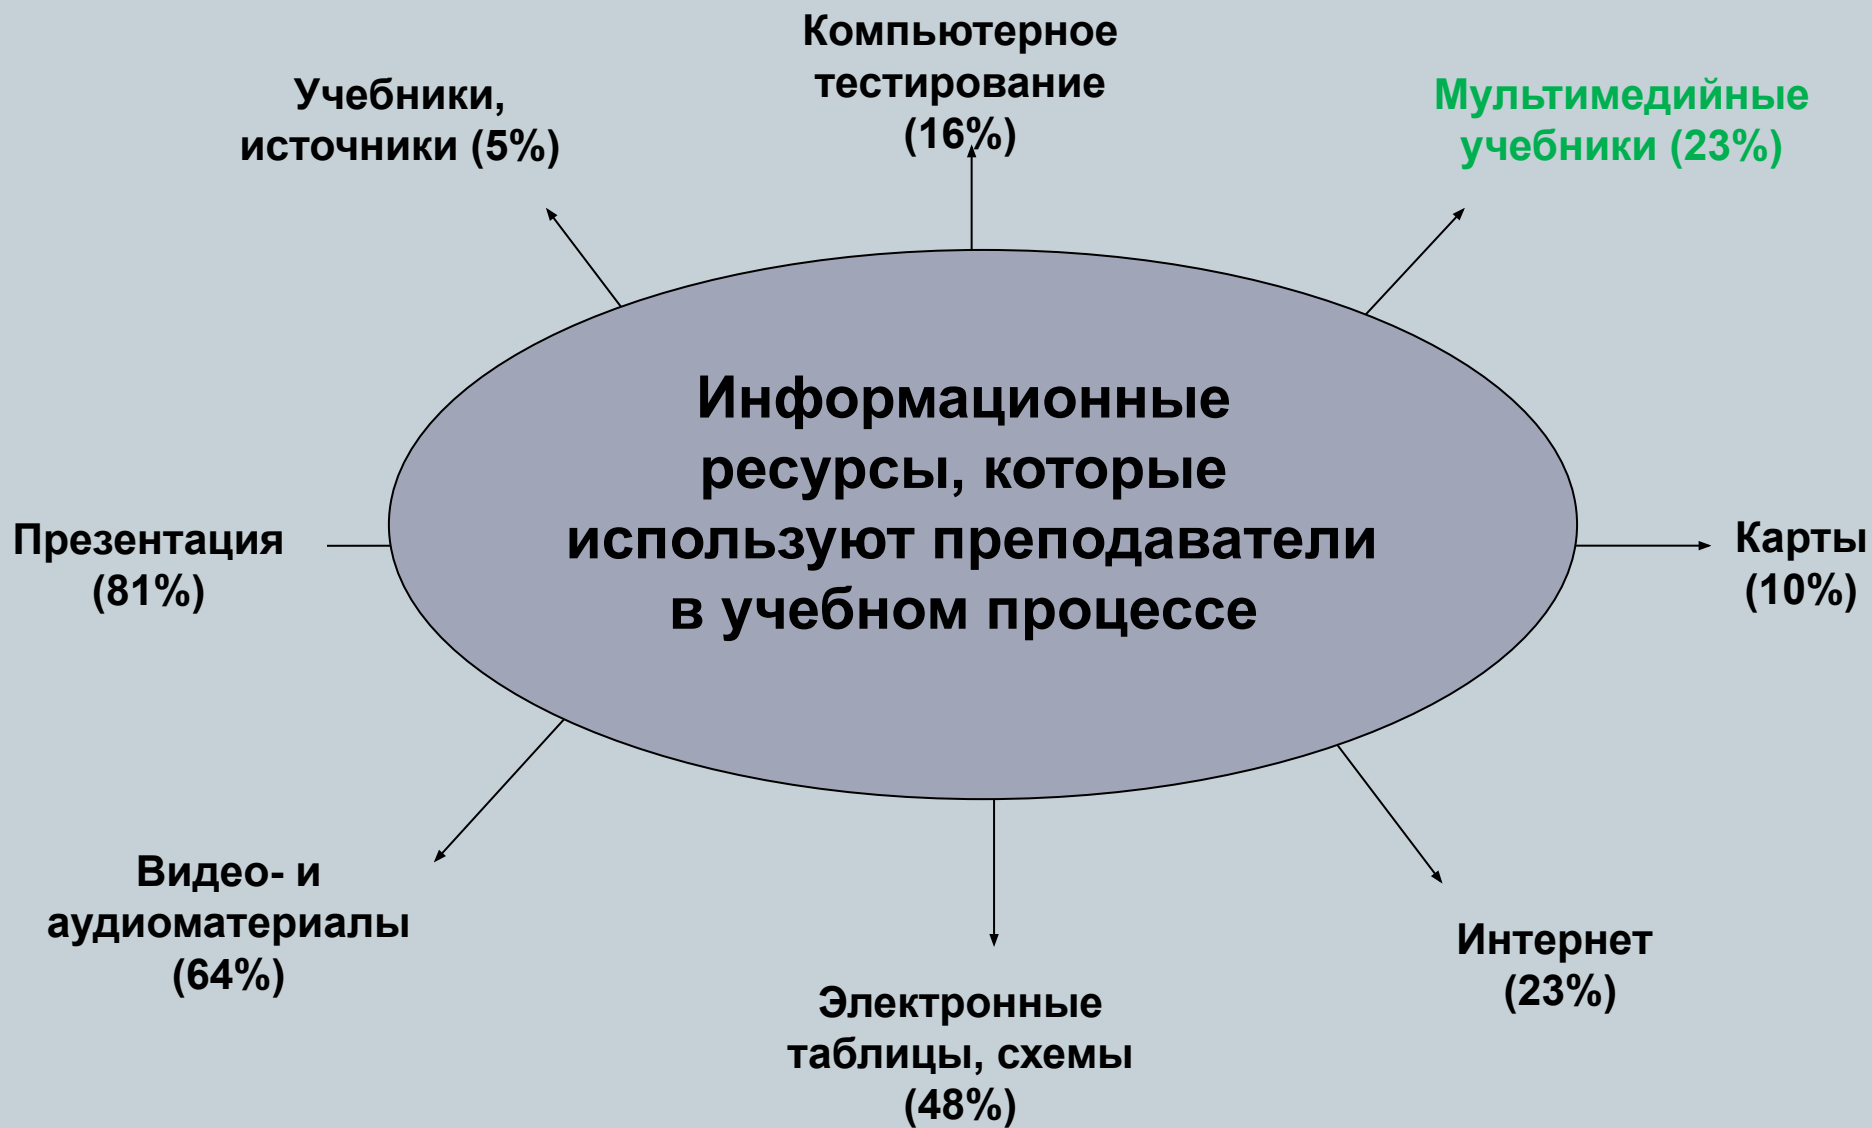 Компьютерное
тестирование
(16%)
Учебники,
источники (5%)
Мультимедийные
учебники (23%)
Информационные
ресурсы, которые
используют преподаватели
в учебном процессе
Презентация
(81%)
Карты
(10%)
Видео- и
аудиоматериалы
(64%)
Интернет
(23%)
Электронные
таблицы, схемы
(48%)